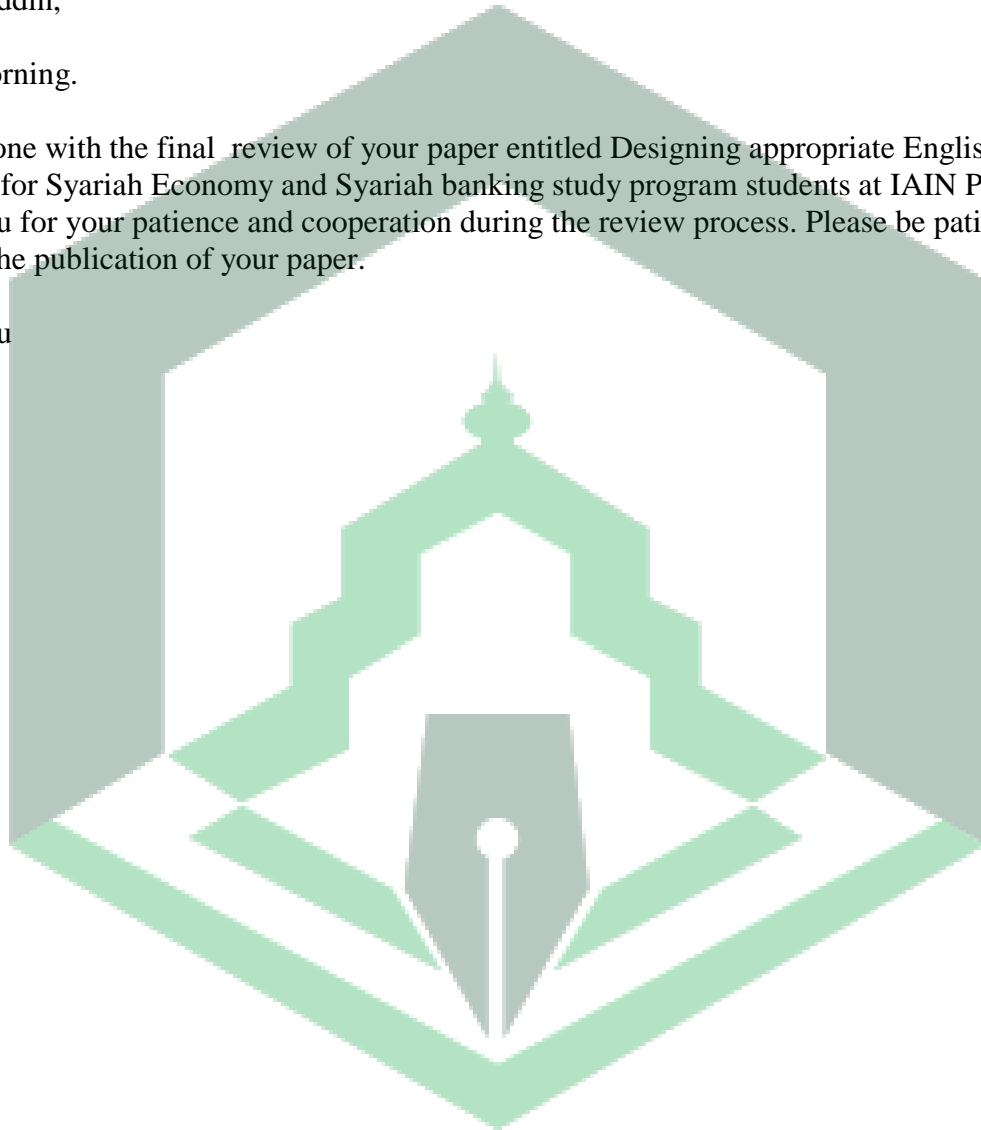 orning.
one with the final  review of your paper entitled Designing appropriate Englis
for Syariah Economy and Syariah banking study program students at IAIN P
u for your patience and cooperation during the review process. Please be pati
he publication of your paper.
u